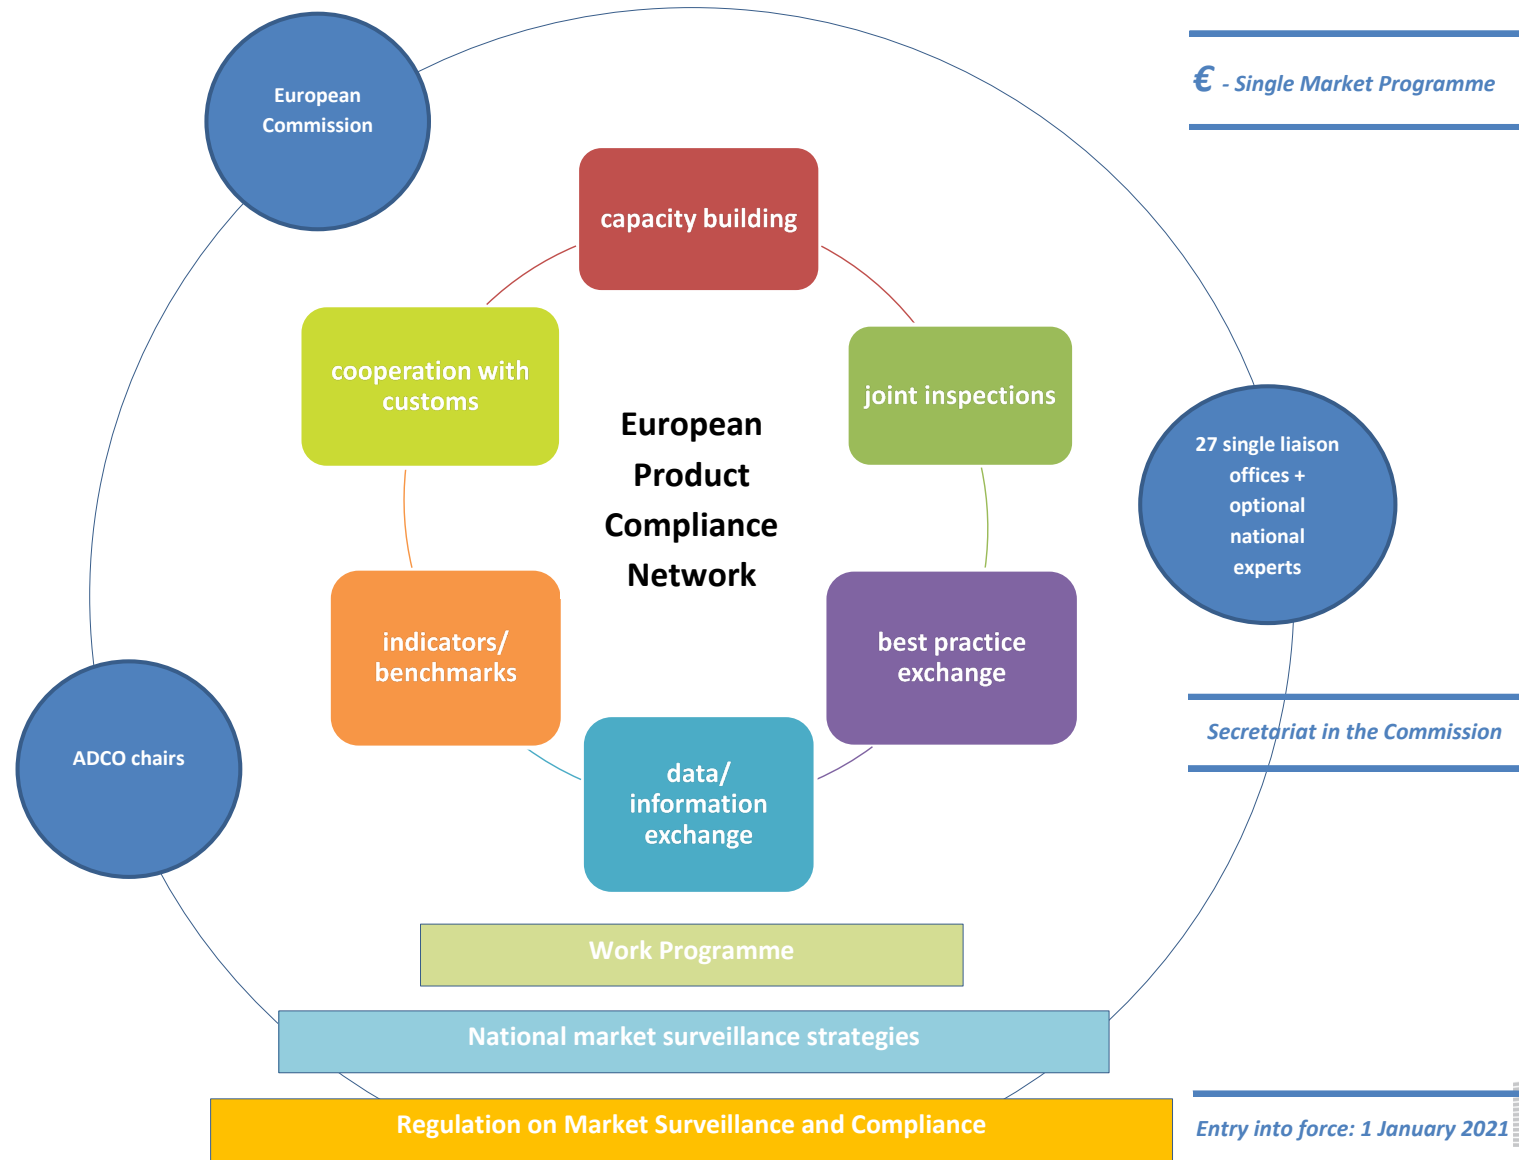 € - Single Market Programme
European
Commission
capacity building
cooperation with
customs
joint inspections
European
Product
Compliance
Network
27 single liaison
offices +
optional
national
experts
indicators/
benchmarks
best practice
exchange
Secretariat in the Commission
ADCO chairs
data/
information
exchange
Work Programme
National market surveillance strategies
Regulation on Market Surveillance and Compliance
Entry into force: 1 January 2021